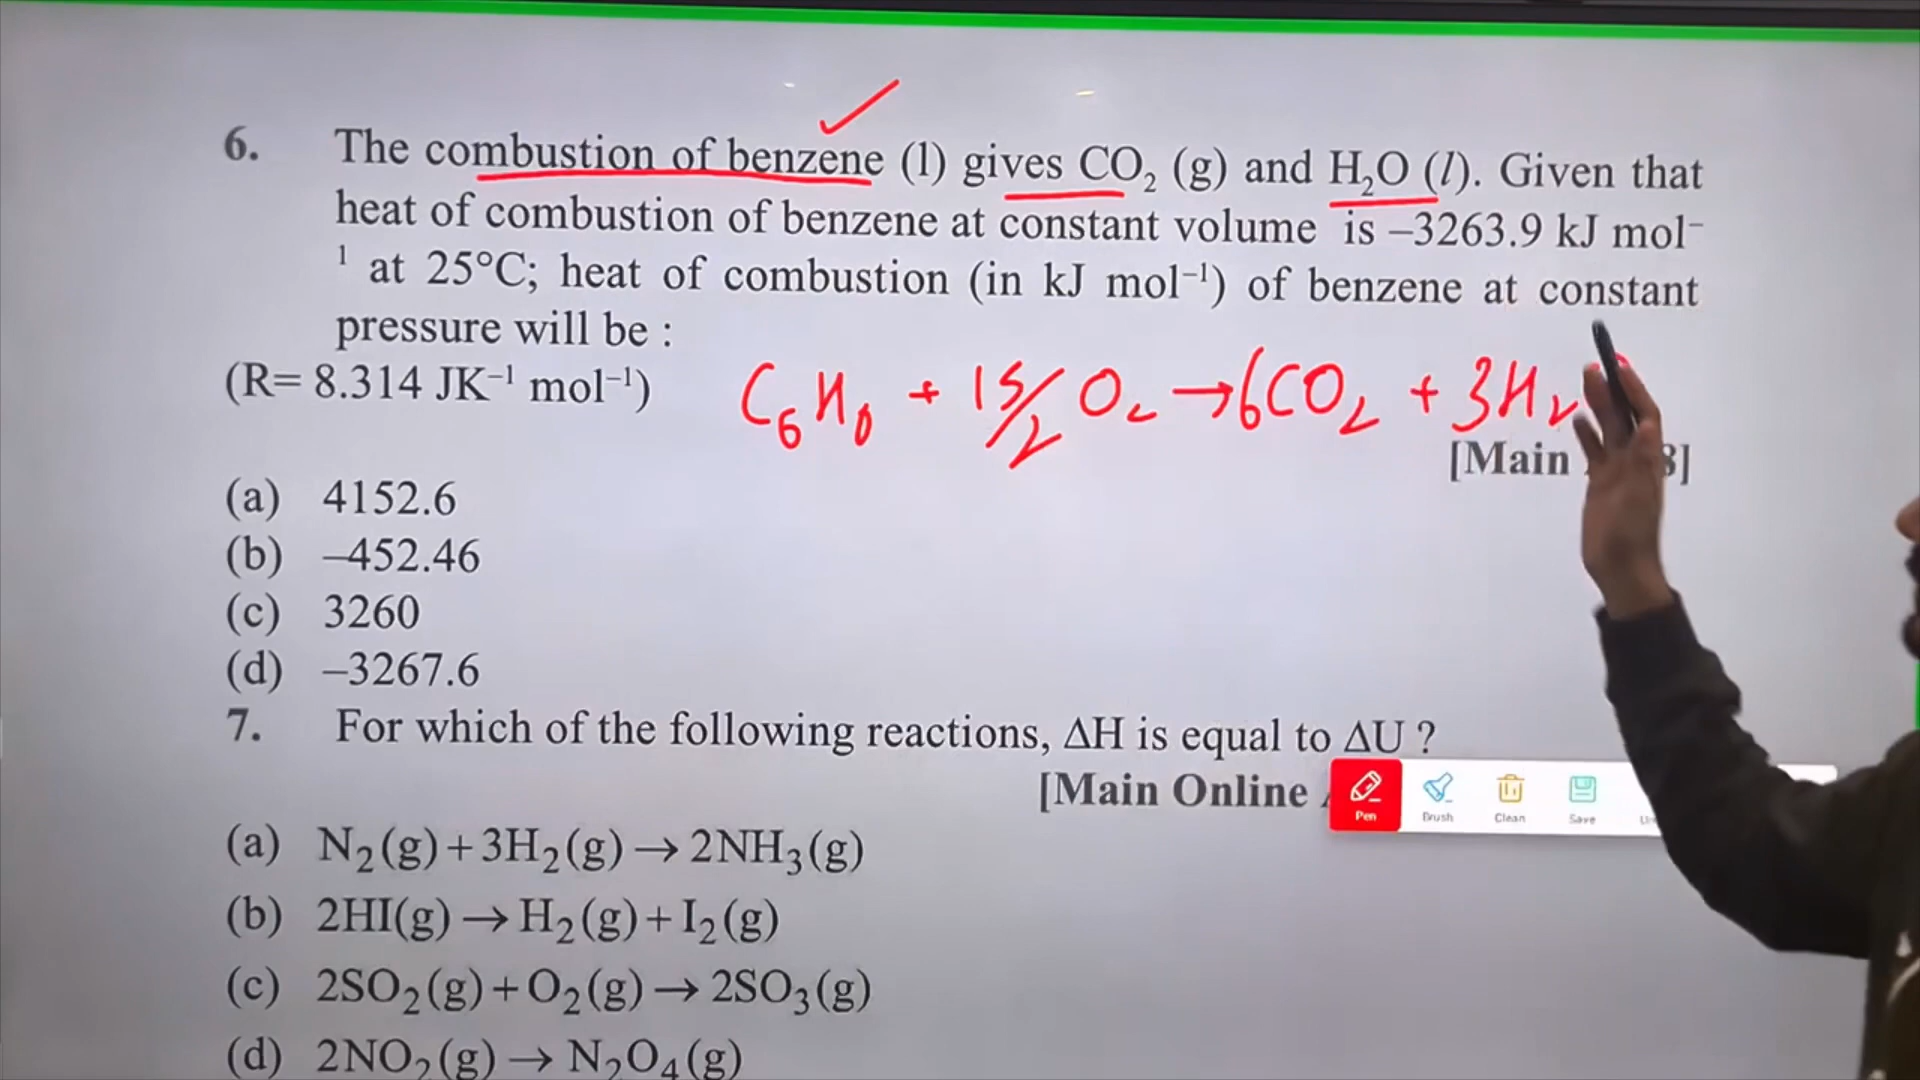 6. The combustion of benzene (l) gives CO₂ (g) and H₂O (l). Given that
heat of combustion of benzene at constant volume is –3263.9 kJ mol⁻
¹ at 25°C; heat of combustion (in kJ mol⁻¹) of benzene at constant
pressure will be :
(R= 8.314 JK⁻¹ mol⁻¹)
C₆H₆ + 15/2 O₂ → 6CO₂ + 3H₂
[Main 8]
(a) 4152.6
(b) –452.46
(c) 3260
(d) –3267.6
7. For which of the following reactions, ΔH is equal to ΔU ?
[Main Online
Pen Brush Clean Save
(a) N₂(g)+3H₂(g)→2NH₃(g)
(b) 2HI(g)→H₂(g)+I₂(g)
(c) 2SO₂(g)+O₂(g)→2SO₃(g)
(d) 2NO₂(g)→N₂O₄(g)